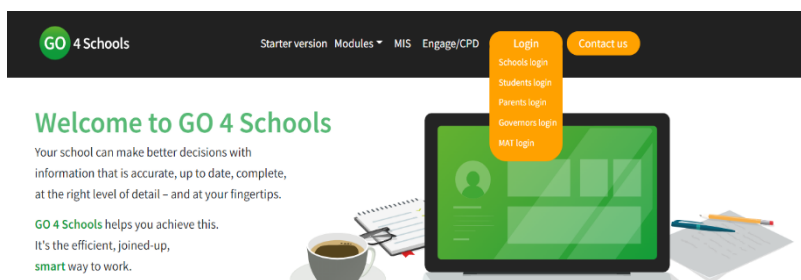 GO 4 Schools
Starter version Modules MIS Engage/CPD Login Contact us
Schools login
Students login
Parents login
Governors login
MAT login
Welcome to GO 4 Schools
Your school can make better decisions with
information that is accurate, up to date, complete,
at the right level of detail – and at your fingertips.
GO 4 Schools helps you achieve this.
It's the efficient, joined-up,
smart way to work.